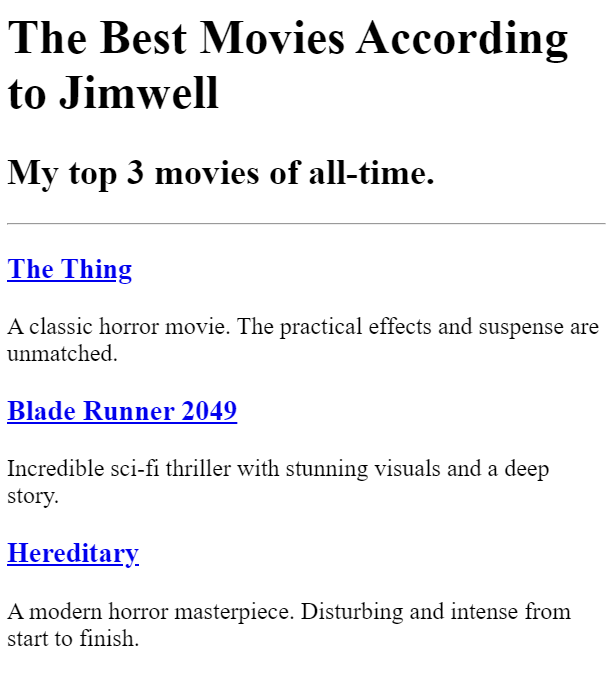 The Best Movies According
to Jimwell
My top 3 movies of all-time.
The Thing
A classic horror movie. The practical effects and suspense are
unmatched.
Blade Runner 2049
Incredible sci-fi thriller with stunning visuals and a deep
story.
Hereditary
A modern horror masterpiece. Disturbing and intense from
start to finish.